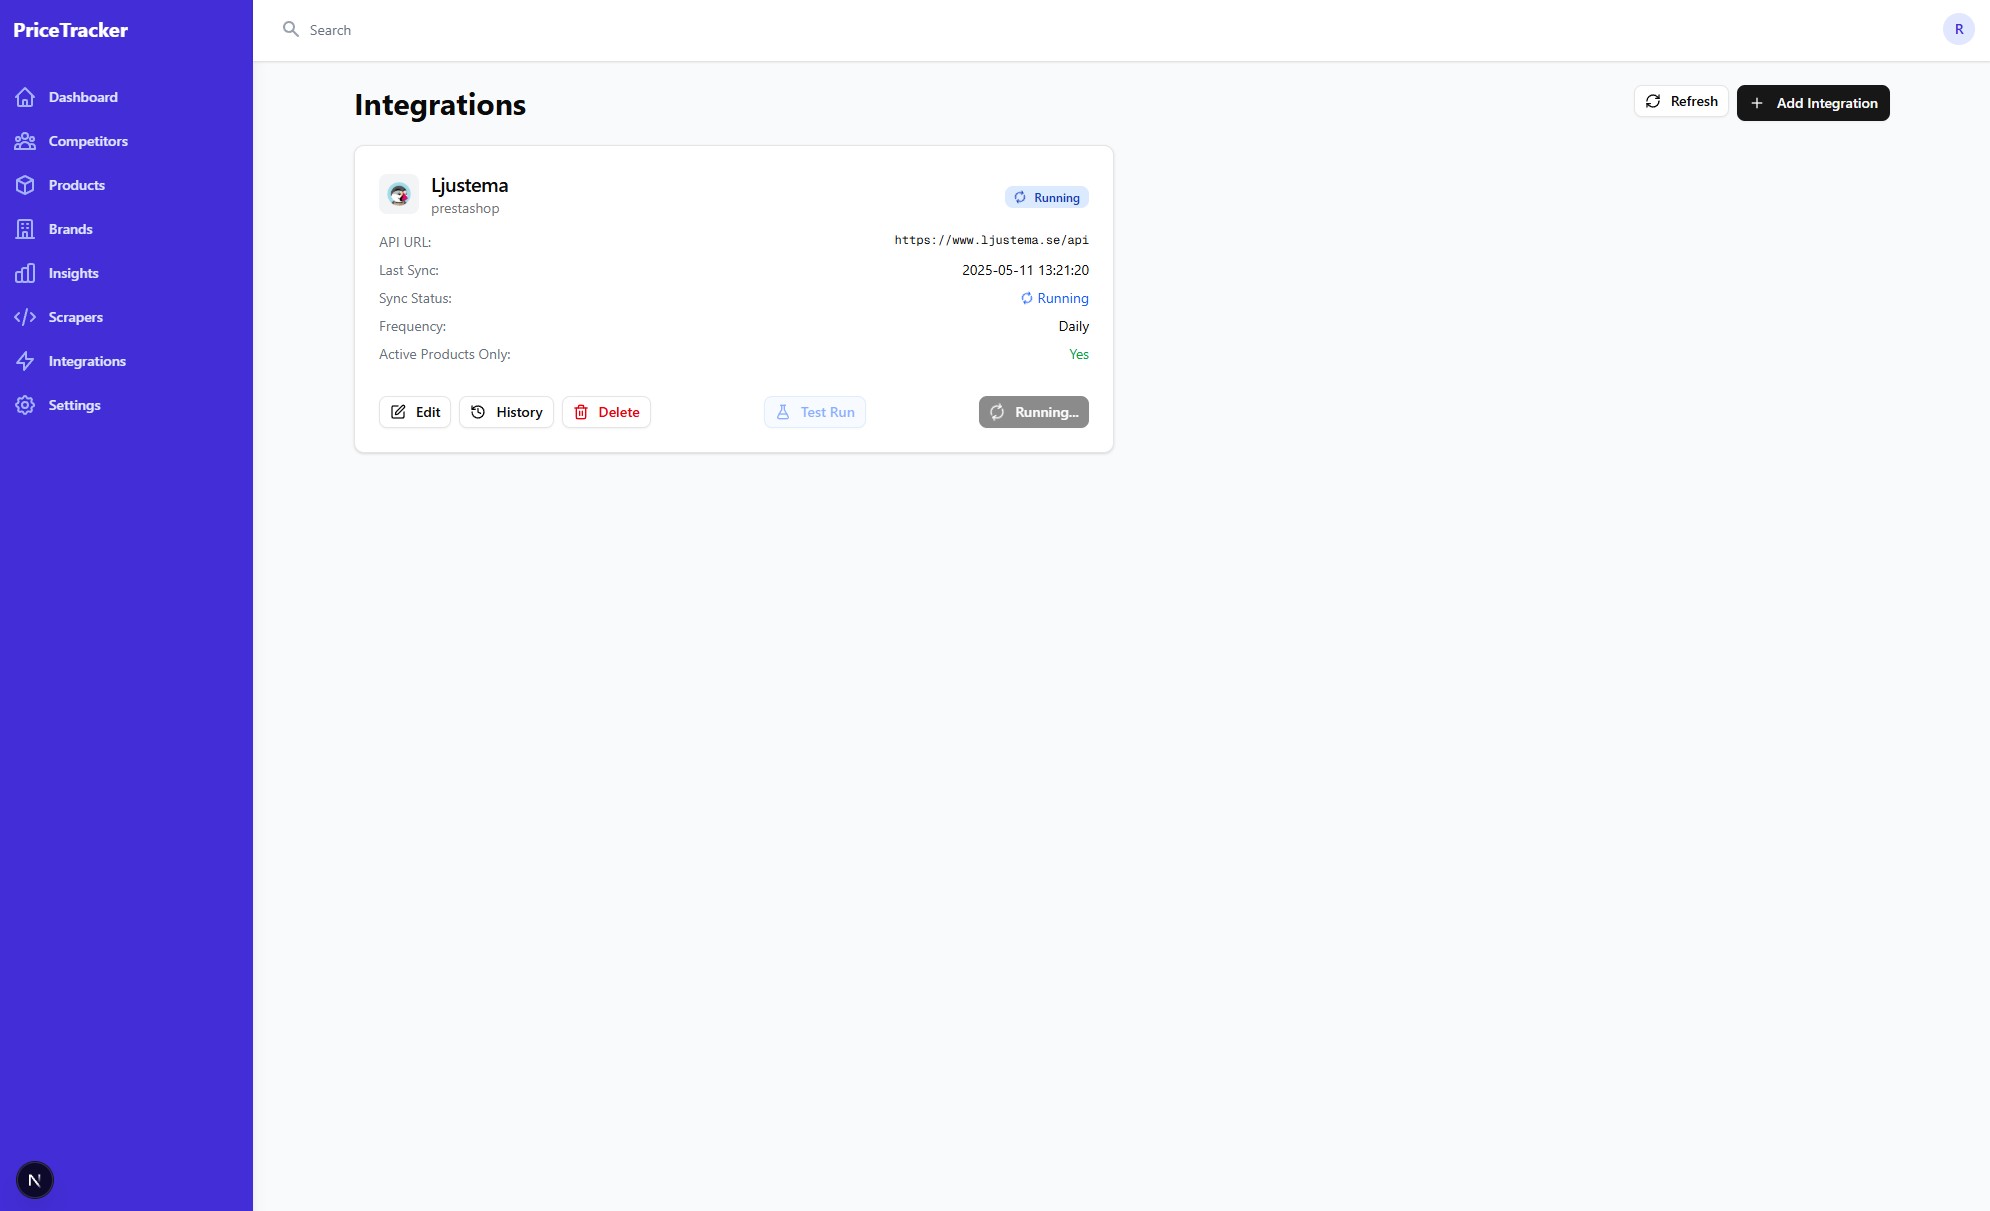 PriceTracker
Search
R
Dashboard
Competitors
Products
Brands
Insights
Scrapers
Integrations
Settings
N
Integrations
Refresh
Add Integration
Ljustema
prestashop
Running
API URL: https://www.ljustema.se/api
Last Sync: 2025-05-11 13:21:20
Sync Status: Running
Frequency: Daily
Active Products Only: Yes
Edit History Delete Test Run Running...